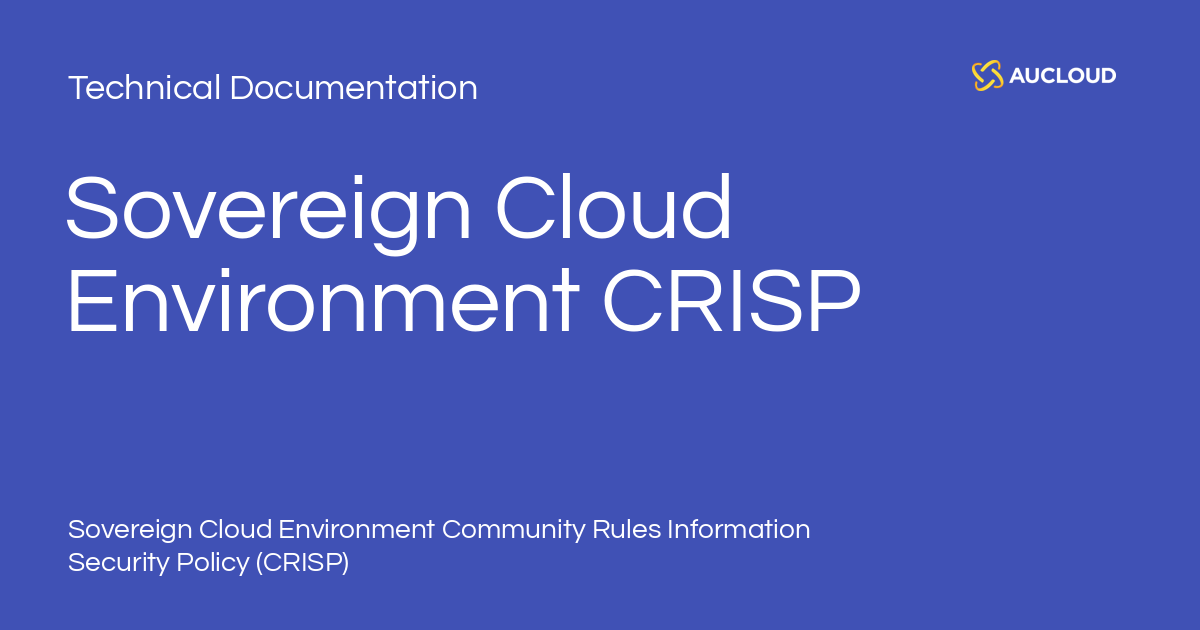 Technical Documentation
AUCLOUD
Sovereign Cloud
Environment CRISP
Sovereign Cloud Environment Community Rules Information
Security Policy (CRISP)